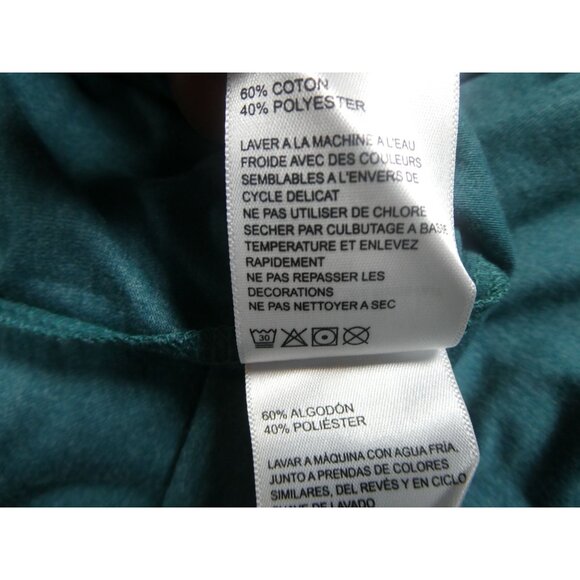 60% COTON
40% POLYESTER
LAVER A LA MACHINE A L'EAU
FROIDE AVEC DES COULEURS
SEMBLABLES A L'ENVERS DE
CYCLE DELICAT
NE PAS UTILISER DE CHLORE
SECHER PAR CULBUTAGE A BASSE
TEMPERATURE ET ENLEVEZ
RAPIDEMENT
NE PAS REPASSER LES
DECORATIONS
NE PAS NETTOYER A SEC
30
60% ALGODÓN
40% POLIÉSTER
LAVAR A MÁQUINA CON AGUA FRÍA,
JUNTO A PRENDAS DE COLORES
SIMILARES, DEL REVÉS Y EN CICLO
SUAVE DE LAVADO